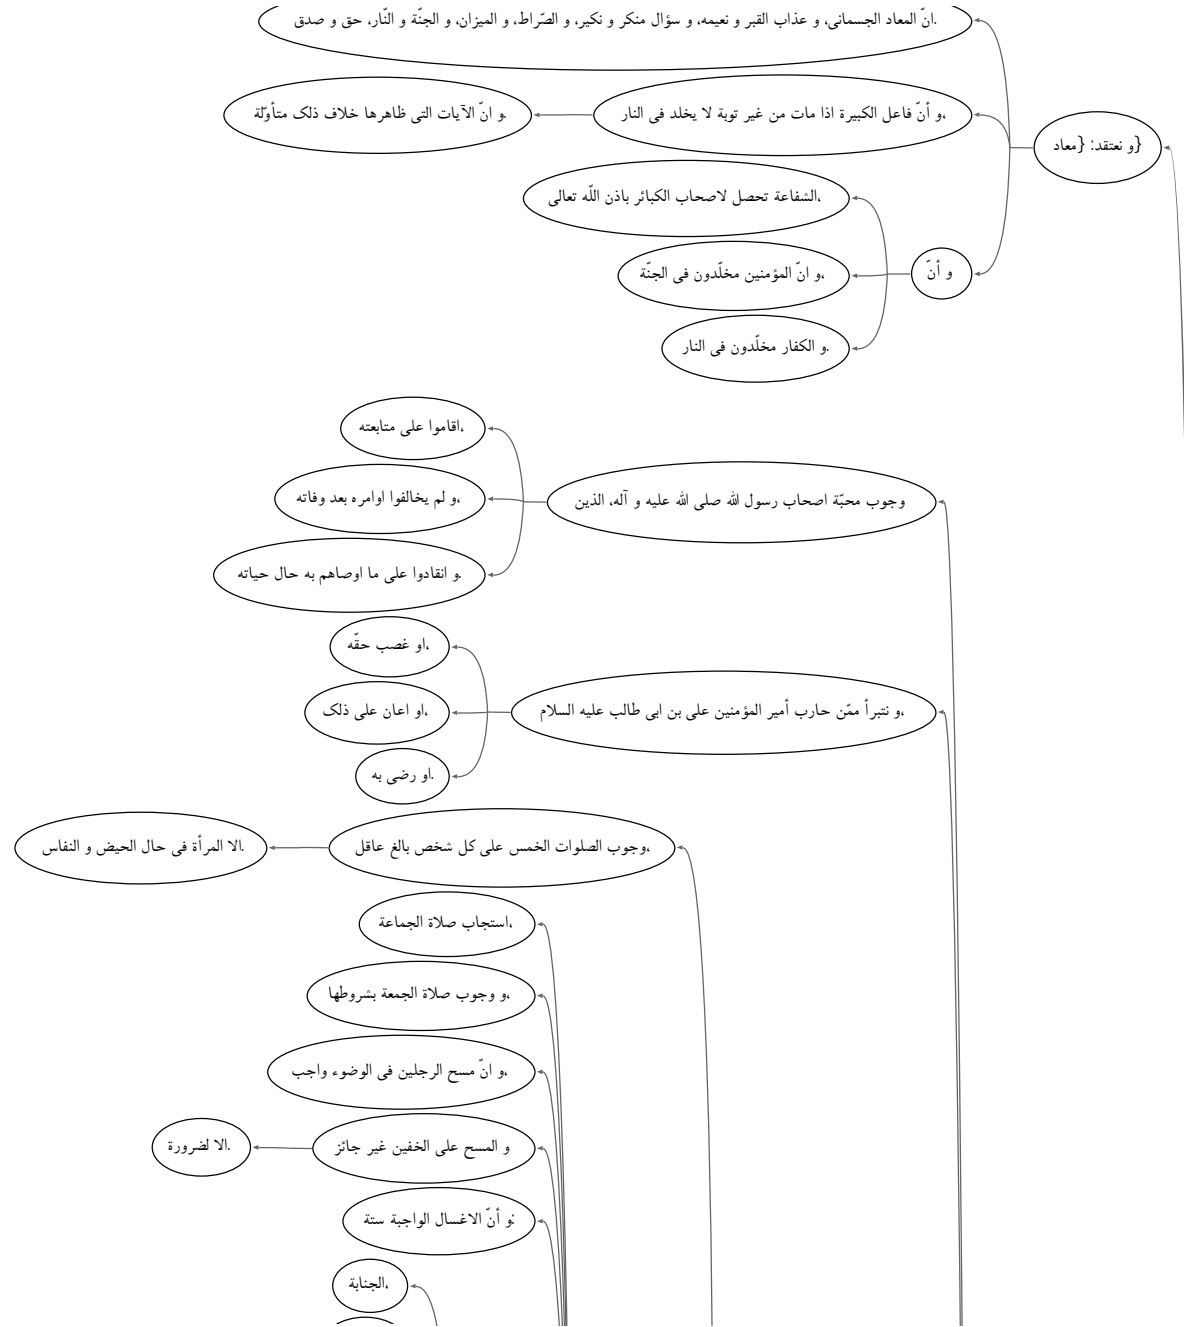 انّ المعاد الجسمانی، و عذاب القبر و نعیمه، و سؤال منکر و نکیر، و الصّراط، و المیزان، و الجنّة و النّار، حق و صدق.
و أنّ فاعل الکبیرة اذا مات من غیر توبة لا یخلد فی النار،
و انّ الآیات التی ظاهرها خلاف ذلک متأوّلة.
{و نعتقد: {معاد
الشفاعة تحصل لاصحاب الکبائر باذن اللّه تعالی،
و أنّ
و انّ المؤمنین مخلّدون فی الجنّة،
و الکفار مخلّدون فی النار.
اقاموا علی متابعته،
وجوب محبّة اصحاب رسول الله صلی الله علیه و آله، الذین
و لم یخالفوا اوامره بعد وفاته،
و انقادوا علی ما اوصاهم به حال حیاته.
او غصب حقّه،
و نتبرأ ممّن حارب أمیر المؤمنین علی بن ابی طالب علیه السلام،
او اعان علی ذلک،
او رضی به.
وجوب الصلوات الخمس علی کل شخص بالغ عاقل،
الا المرأة فی حال الحیض و النفاس.
استجاب صلاة الجماعة،
و وجوب صلاة الجمعة بشروطها،
و انّ مسح الرجلین فی الوضوء واجب،
و المسح علی الخفین غیر جائز
الا لضرورة.
و أنّ الاغسال الواجبة ستة:
الجنابة،